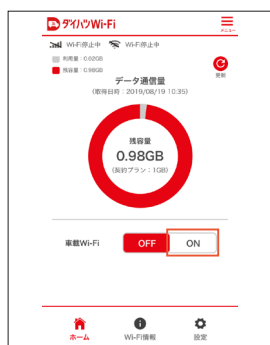 ダイハツWi-Fi
メニュー
Wi-Fi停止中 Wi-Fi停止中
利用量：0.02GB
残容量：0.98GB
更新
データ通信量
(取得日時：2019/08/19 10:35)
残容量
0.98GB
(契約プラン：1GB)
車載Wi-Fi OFF ON
ホーム Wi-Fi情報 設定